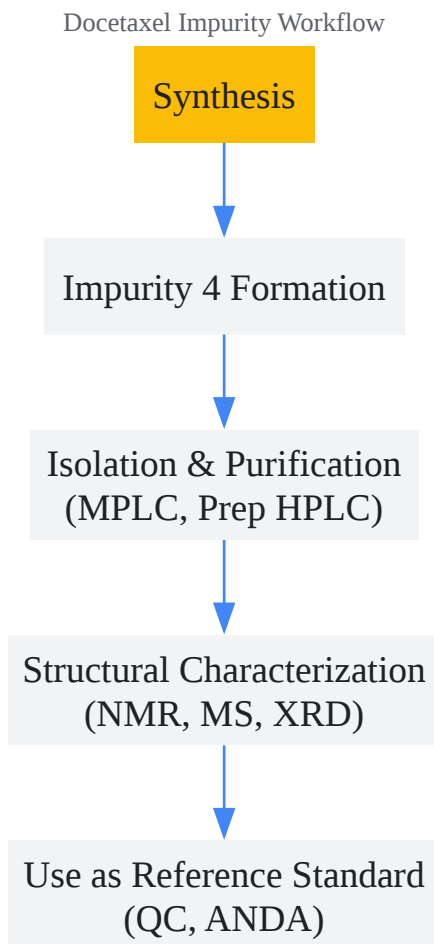 Docetaxel Impurity Workflow
Synthesis
Impurity 4 Formation
Isolation & Purification
(MPLC, Prep HPLC)
Structural Characterization
(NMR, MS, XRD)
Use as Reference Standard
(QC, ANDA)